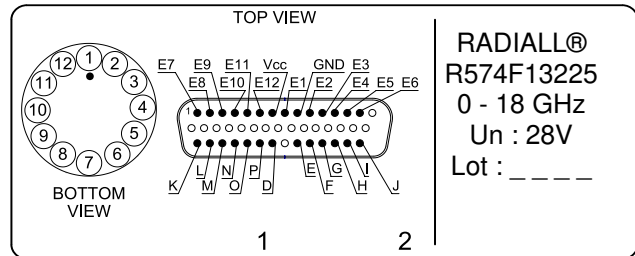 TOP VIEW
12 1 2 3 4 5 6 7 8 9 10 11
BOTTOM
VIEW
E7 E9 E11 Vcc GND E3
E8 E10 E12 E1 E2 E4 E5 E6
1
L N P E G I
K M O D F H J
1 2
RADIALL®
R574F13225
0 - 18 GHz
Un : 28V
Lot : _ _ _ _